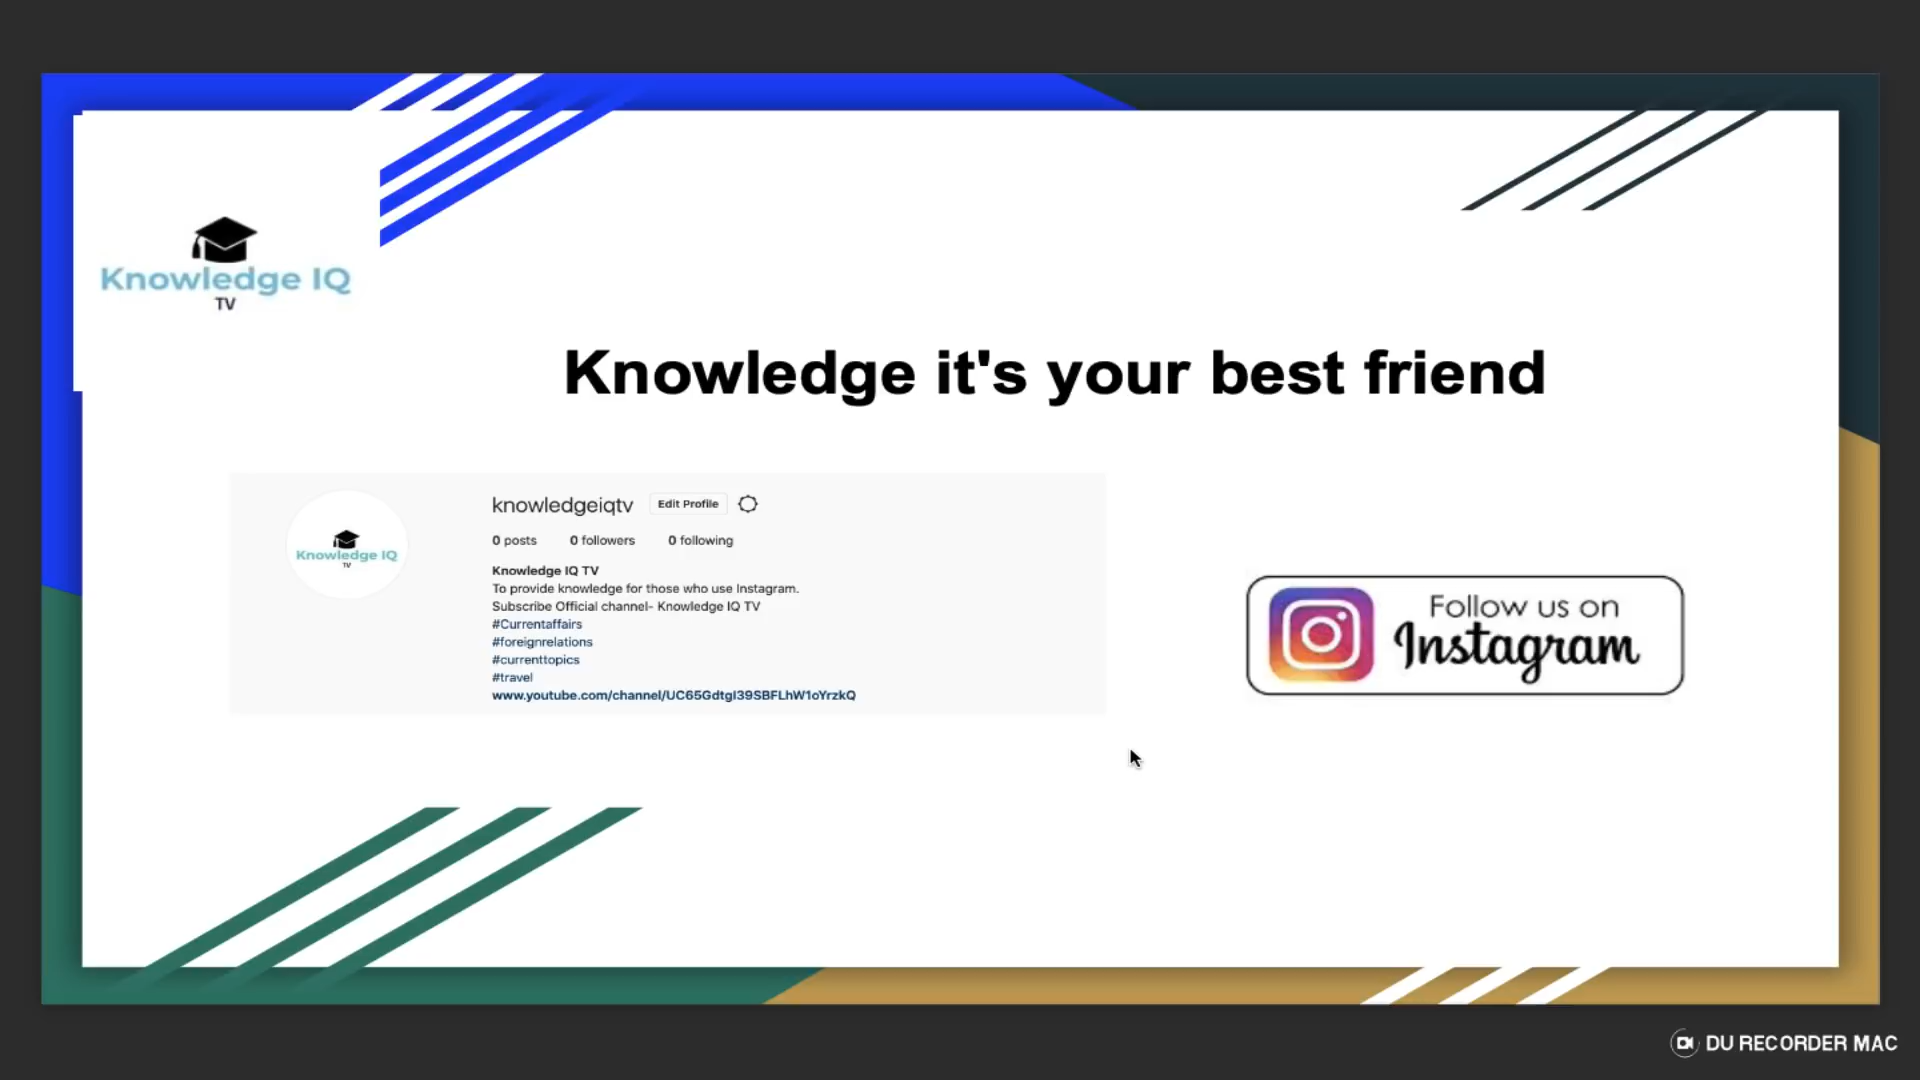 Knowledge IQ
TV
Knowledge it's your best friend
Knowledge IQ
TV
knowledgeiqtv Edit Profile
0 posts 0 followers 0 following
Knowledge IQ TV
To provide knowledge for those who use Instagram.
Subscribe Official channel- Knowledge IQ TV
#Currentaffairs
#foreignrelations
#currenttopics
#travel
www.youtube.com/channel/UC65GdtgI39SBFLhW1oYrzkQ
Follow us on
Instagram
DU RECORDER MAC